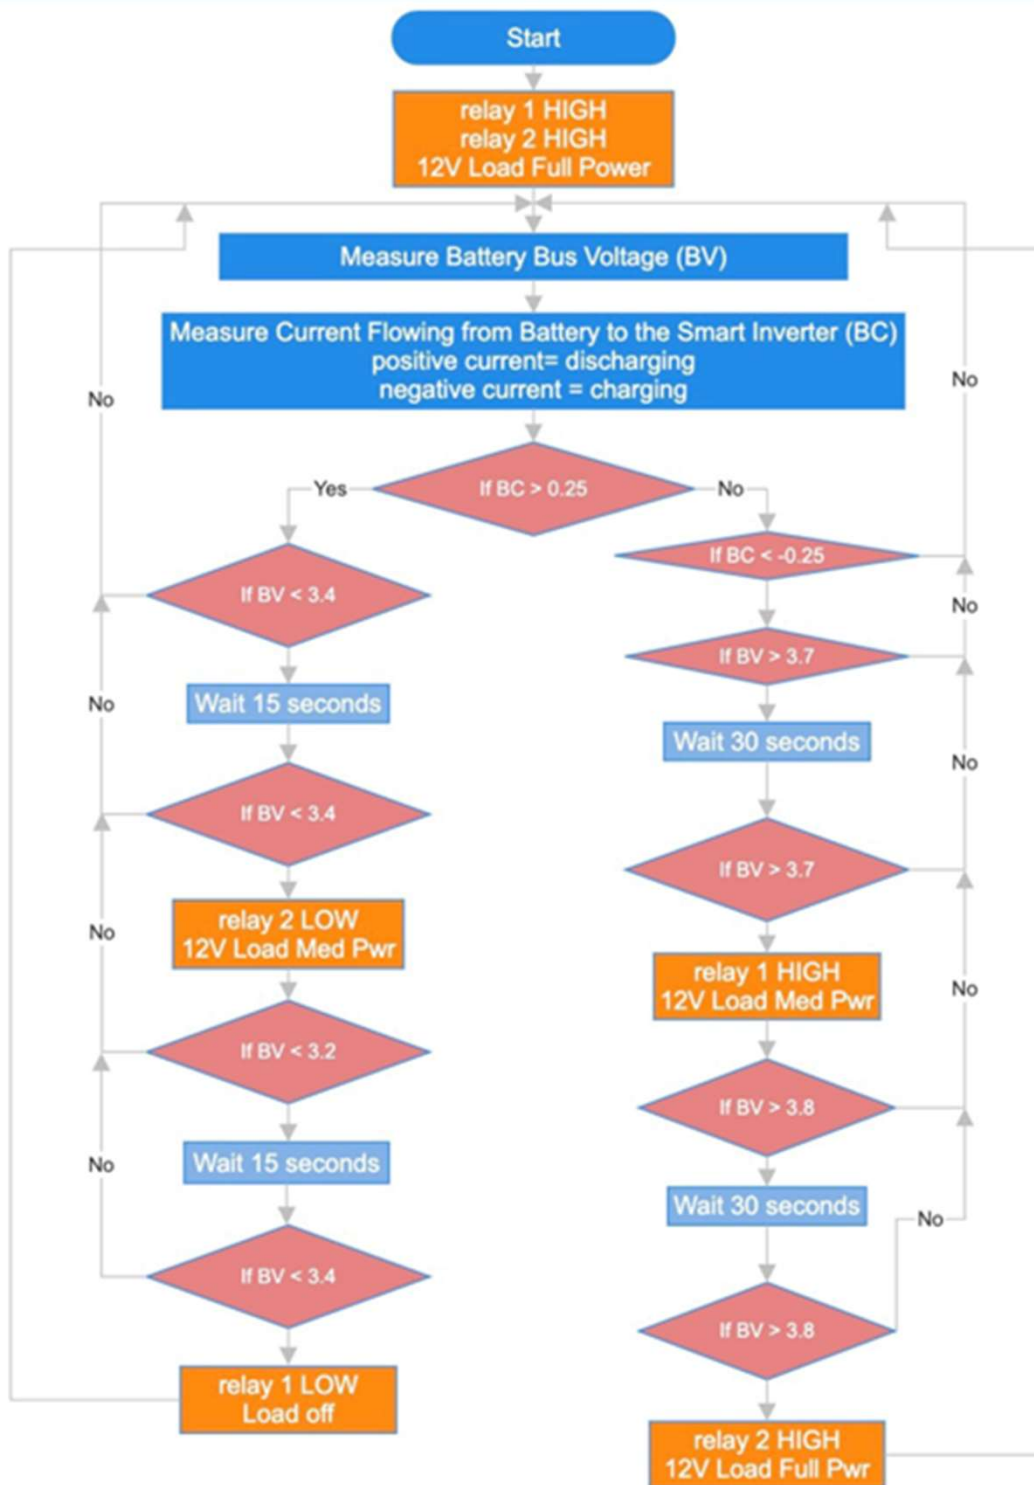 Start
relay 1 HIGH
relay 2 HIGH
12V Load Full Power
Measure Battery Bus Voltage (BV)
Measure Current Flowing from Battery to the Smart Inverter (BC)
positive current= discharging
negative current = charging
If BC > 0.25
Yes
No
If BV < 3.4
No
Wait 15 seconds
If BV < 3.4
No
relay 2 LOW
12V Load Med Pwr
If BV < 3.2
No
Wait 15 seconds
If BV < 3.4
No
relay 1 LOW
Load off
If BC < -0.25
No
If BV > 3.7
No
Wait 30 seconds
If BV > 3.7
No
relay 1 HIGH
12V Load Med Pwr
If BV > 3.8
No
Wait 30 seconds
If BV > 3.8
No
relay 2 HIGH
12V Load Full Pwr